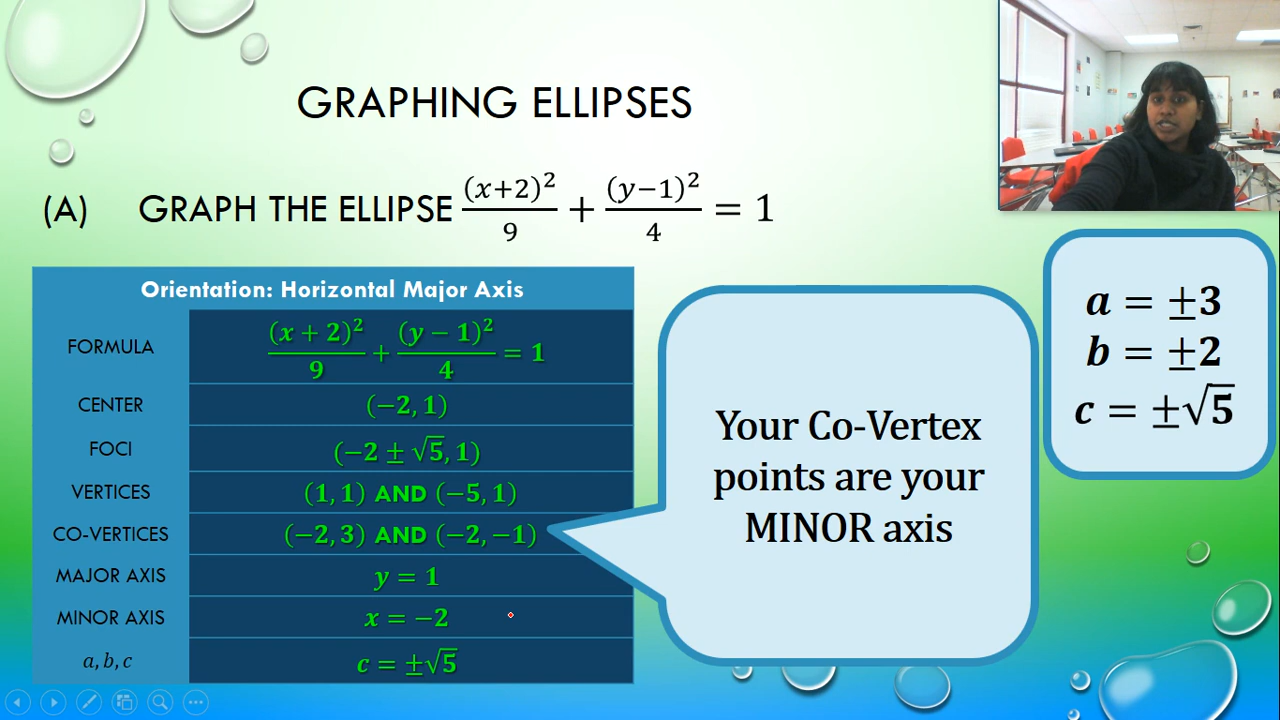 GRAPHING ELLIPSES
(A) GRAPH THE ELLIPSE (x+2)²/9 + (y−1)²/4 = 1
Orientation: Horizontal Major Axis
FORMULA (x + 2)²/9 + (y − 1)²/4 = 1
CENTER (−2, 1)
FOCI (−2 ± √5, 1)
VERTICES (1, 1) AND (−5, 1)
CO-VERTICES (−2, 3) AND (−2, −1)
MAJOR AXIS y = 1
MINOR AXIS x = −2
a, b, c c = ±√5
Your Co-Vertex
points are your
MINOR axis
a = ±3
b = ±2
c = ±√5